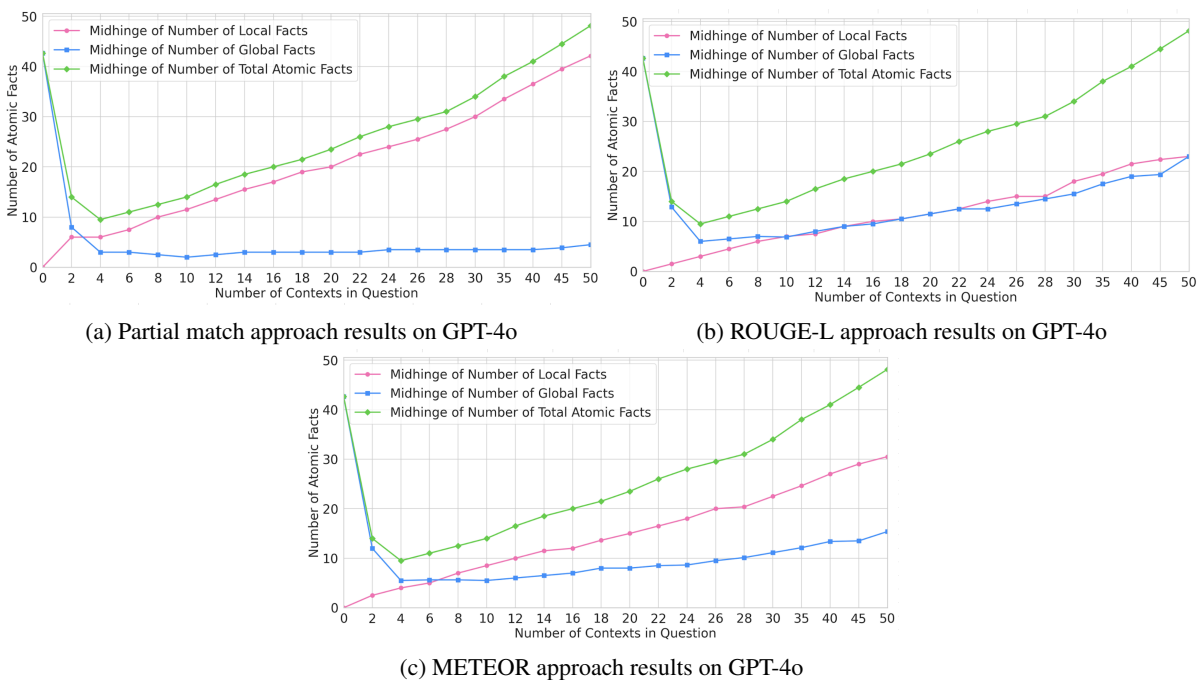 50
40
30
20
10
0
Number of Atomic Facts
Midhinge of Number of Local Facts
Midhinge of Number of Global Facts
Midhinge of Number of Total Atomic Facts
0 2 4 6 8 10 12 14 16 18 20 22 24 26 28 30 35 40 45 50
Number of Contexts in Question
(a) Partial match approach results on GPT-4o
50
40
30
20
10
0
Number of Atomic Facts
Midhinge of Number of Local Facts
Midhinge of Number of Global Facts
Midhinge of Number of Total Atomic Facts
0 2 4 6 8 10 12 14 16 18 20 22 24 26 28 30 35 40 45 50
Number of Contexts in Question
(b) ROUGE-L approach results on GPT-4o
50
40
30
20
10
0
Number of Atomic Facts
Midhinge of Number of Local Facts
Midhinge of Number of Global Facts
Midhinge of Number of Total Atomic Facts
0 2 4 6 8 10 12 14 16 18 20 22 24 26 28 30 35 40 45 50
Number of Contexts in Question
(c) METEOR approach results on GPT-4o